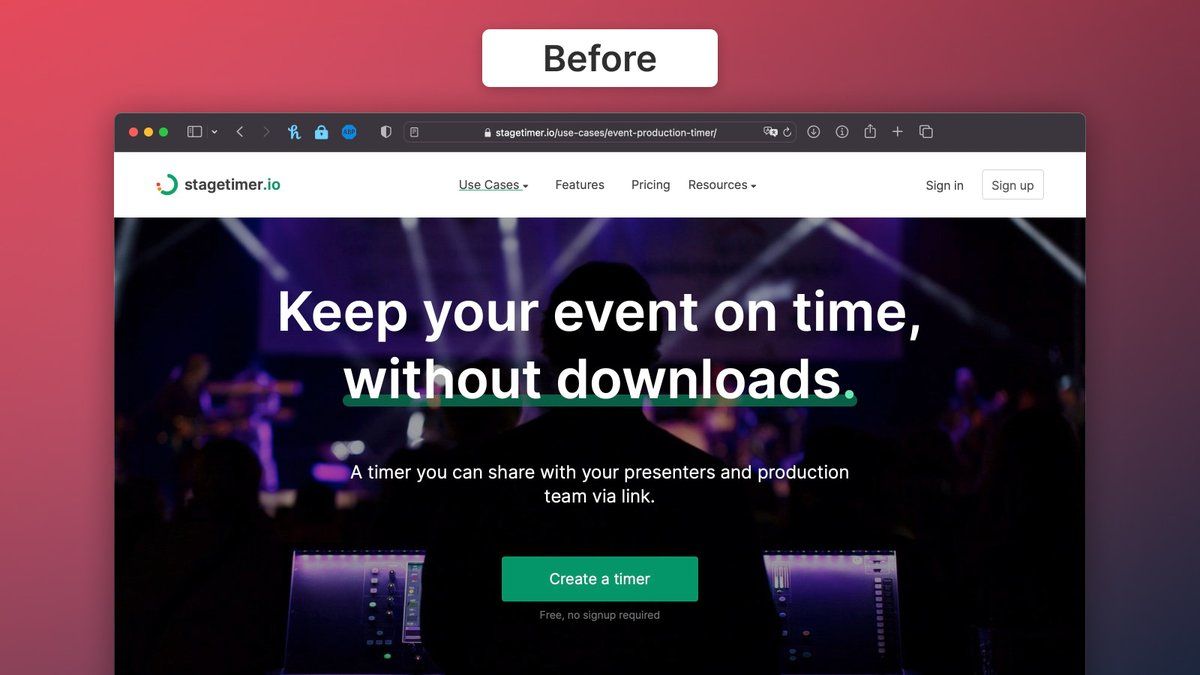 Before
ABP
stagetimer.io/use-cases/event-production-timer/
stagetimer.io
Use Cases
Features
Pricing
Resources
Sign in
Sign up
Keep your event on time,
without downloads.
A timer you can share with your presenters and production
team via link.
Create a timer
Free, no signup required